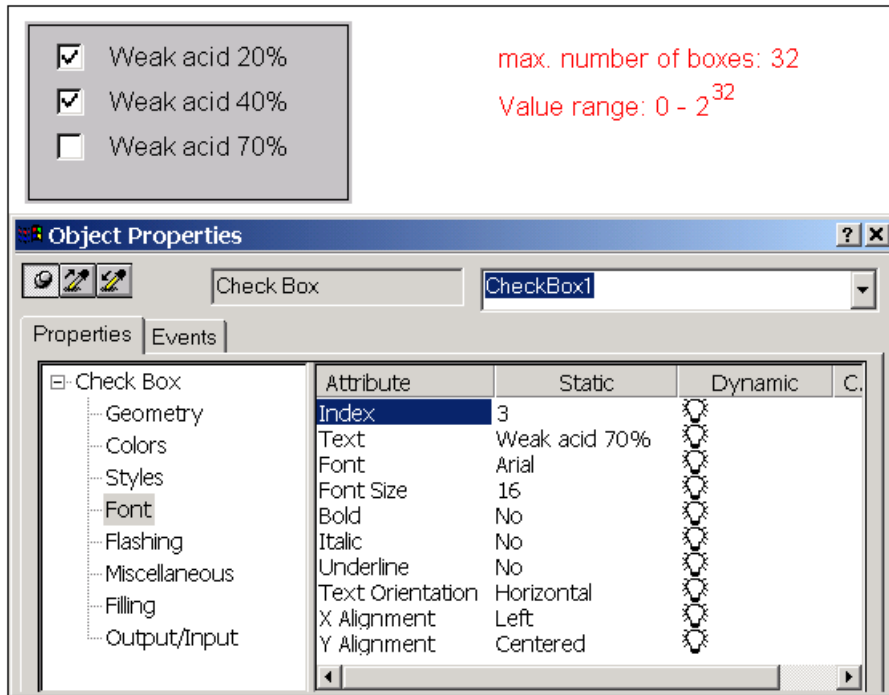 Weak acid 20%
Weak acid 40%
Weak acid 70%
max. number of boxes: 32
Value range: 0 - 2^32
Object Properties
Check Box CheckBox1
Properties Events
Check Box
Geometry
Colors
Styles
Font
Flashing
Miscellaneous
Filling
Output/Input
Attribute Static Dynamic C.
Index 3
Text Weak acid 70%
Font Arial
Font Size 16
Bold No
Italic No
Underline No
Text Orientation Horizontal
X Alignment Left
Y Alignment Centered